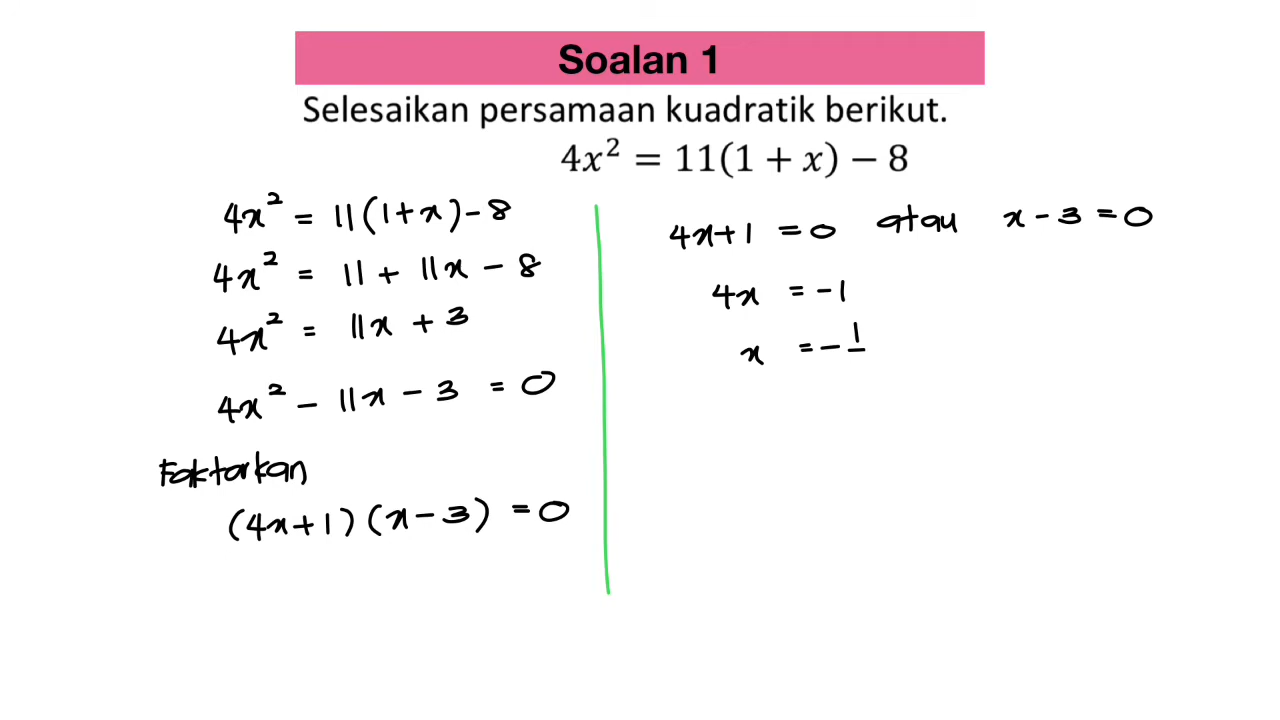 Soalan 1
Selesaikan persamaan kuadratik berikut.
4x² = 11(1 + x) − 8
4x² = 11(1+x)-8
4x² = 11 + 11x - 8
4x² = 11x + 3
4x² - 11x - 3 = 0
Faktorkan
(4x+1)(x-3) = 0
4x+1 = 0 atau x-3=0
4x = -1
x = -1/